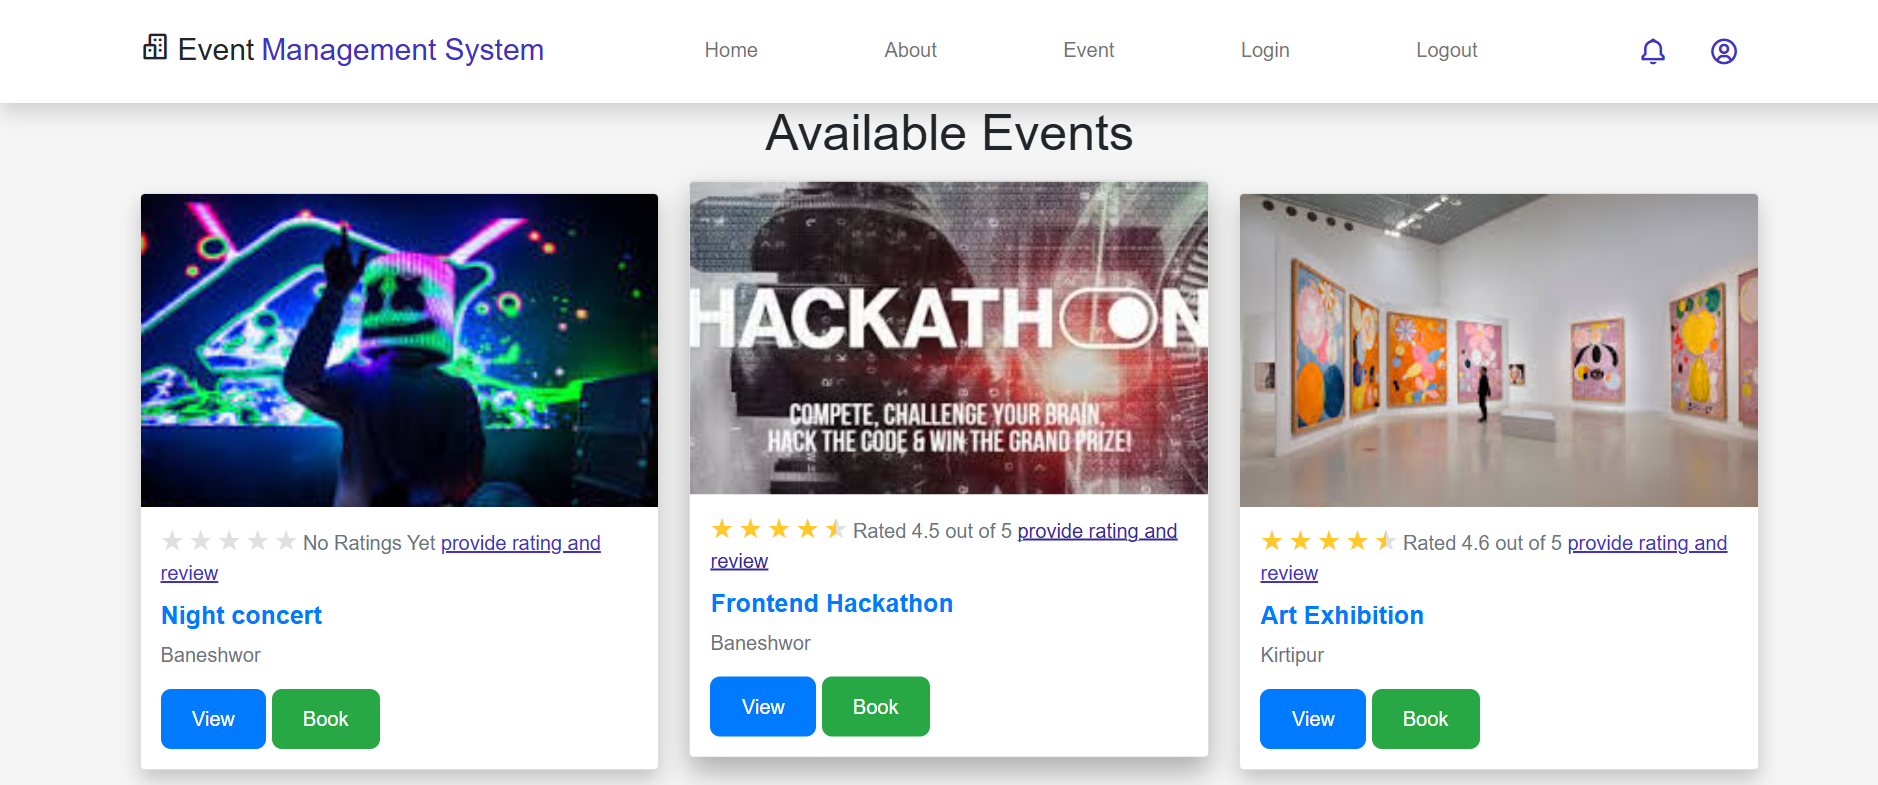 Event Management System
Home
About
Event
Login
Logout
Available Events
No Ratings Yet provide rating and
review
Night concert
Baneshwor
View
Book
HACKATHON
COMPETE, CHALLENGE YOUR BRAIN,
HACK THE CODE & WIN THE GRAND PRIZE!
Rated 4.5 out of 5 provide rating and
review
Frontend Hackathon
Baneshwor
View
Book
Rated 4.6 out of 5 provide rating and
review
Art Exhibition
Kirtipur
View
Book